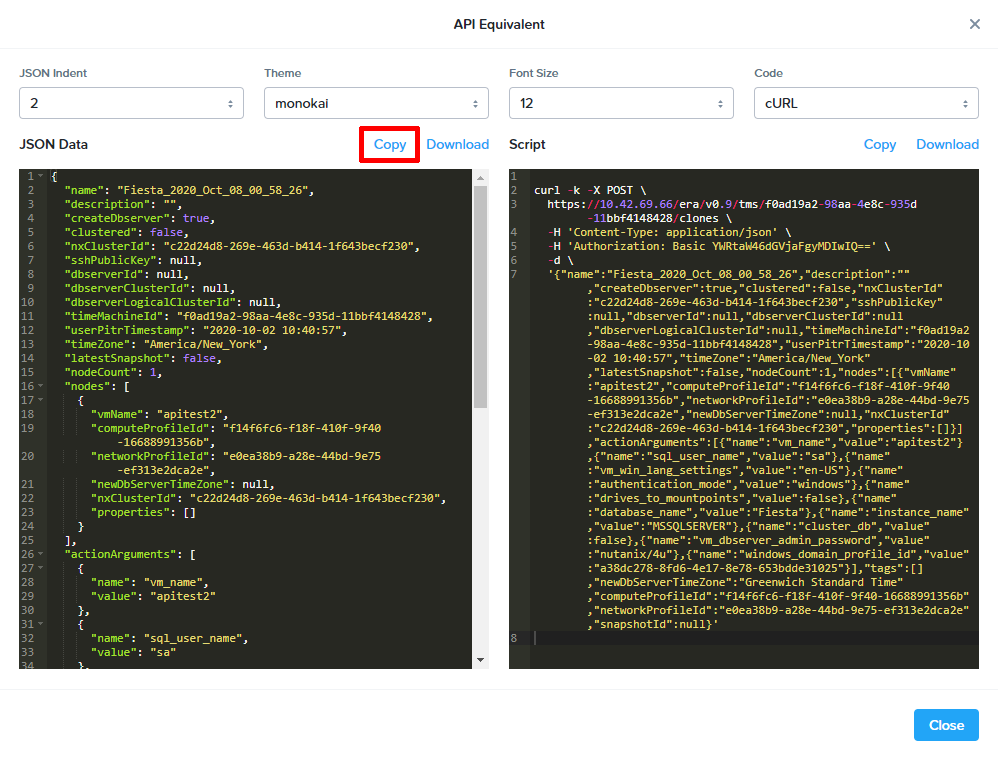 API Equivalent
JSON Indent
Theme
Font Size
Code
2
monokai
12
cURL
JSON Data
Copy
Download
Script
Copy
Download
1 {
2 "name": "Fiesta_2020_Oct_08_00_58_26",
3 "description": "",
4 "createDbserver": true,
5 "clustered": false,
6 "nxClusterId": "c22d24d8-269e-463d-b414-1f643becf230",
7 "sshPublicKey": null,
8 "dbserverId": null,
9 "dbserverClusterId": null,
10 "dbserverLogicalClusterId": null,
11 "timeMachineId": "f0ad19a2-98aa-4e8c-935d-11bbf4148428",
12 "userPitrTimestamp": "2020-10-02 10:40:57",
13 "timeZone": "America/New_York",
14 "latestSnapshot": false,
15 "nodeCount": 1,
16 "nodes": [
17 {
18 "vmName": "apitest2",
19 "computeProfileId": "f14f6fc6-f18f-410f-9f40
-16688991356b",
20 "networkProfileId": "e0ea38b9-a28e-44bd-9e75
-ef313e2dca2e",
21 "newDbServerTimeZone": null,
22 "nxClusterId": "c22d24d8-269e-463d-b414-1f643becf230",
23 "properties": []
24 }
25 ],
26 "actionArguments": [
27 {
28 "name": "vm_name",
29 "value": "apitest2"
30 },
31 {
32 "name": "sql_user_name",
33 "value": "sa"
34 },
1
2 curl -k -X POST \
3 https://10.42.69.66/era/v0.9/tms/f0ad19a2-98aa-4e8c-935d
-11bbf4148428/clones \
4 -H 'Content-Type: application/json' \
5 -H 'Authorization: Basic YWRtaW46dGVjaFgyMDIwIQ==' \
6 -d \
7 '{"name":"Fiesta_2020_Oct_08_00_58_26","description":""
,"createDbserver":true,"clustered":false,"nxClusterId"
:"c22d24d8-269e-463d-b414-1f643becf230","sshPublicKey"
:null,"dbserverId":null,"dbserverClusterId":null
,"dbserverLogicalClusterId":null,"timeMachineId":"f0ad19a2
-98aa-4e8c-935d-11bbf4148428","userPitrTimestamp":"2020-10
-02 10:40:57","timeZone":"America/New_York"
,"latestSnapshot":false,"nodeCount":1,"nodes":[{"vmName"
:"apitest2","computeProfileId":"f14f6fc6-f18f-410f-9f40
-16688991356b","networkProfileId":"e0ea38b9-a28e-44bd-9e75
-ef313e2dca2e","newDbServerTimeZone":null,"nxClusterId"
:"c22d24d8-269e-463d-b414-1f643becf230","properties":[]}]
,"actionArguments":[{"name":"vm_name","value":"apitest2"}
,{"name":"sql_user_name","value":"sa"},{"name"
:"vm_win_lang_settings","value":"en-US"},{"name"
:"authentication_mode","value":"windows"},{"name"
:"drives_to_mountpoints","value":false},{"name"
:"database_name","value":"Fiesta"},{"name":"instance_name"
,"value":"MSSQLSERVER"},{"name":"cluster_db","value"
:false},{"name":"vm_dbserver_admin_password","value"
:"nutanix/4u"},{"name":"windows_domain_profile_id","value"
:"a38dc278-8fd6-4e17-8e78-653bdde31025"}],"tags":[]
,"newDbServerTimeZone":"Greenwich Standard Time"
,"computeProfileId":"f14f6fc6-f18f-410f-9f40-16688991356b"
,"networkProfileId":"e0ea38b9-a28e-44bd-9e75-ef313e2dca2e"
,"snapshotId":null}'
8
Close